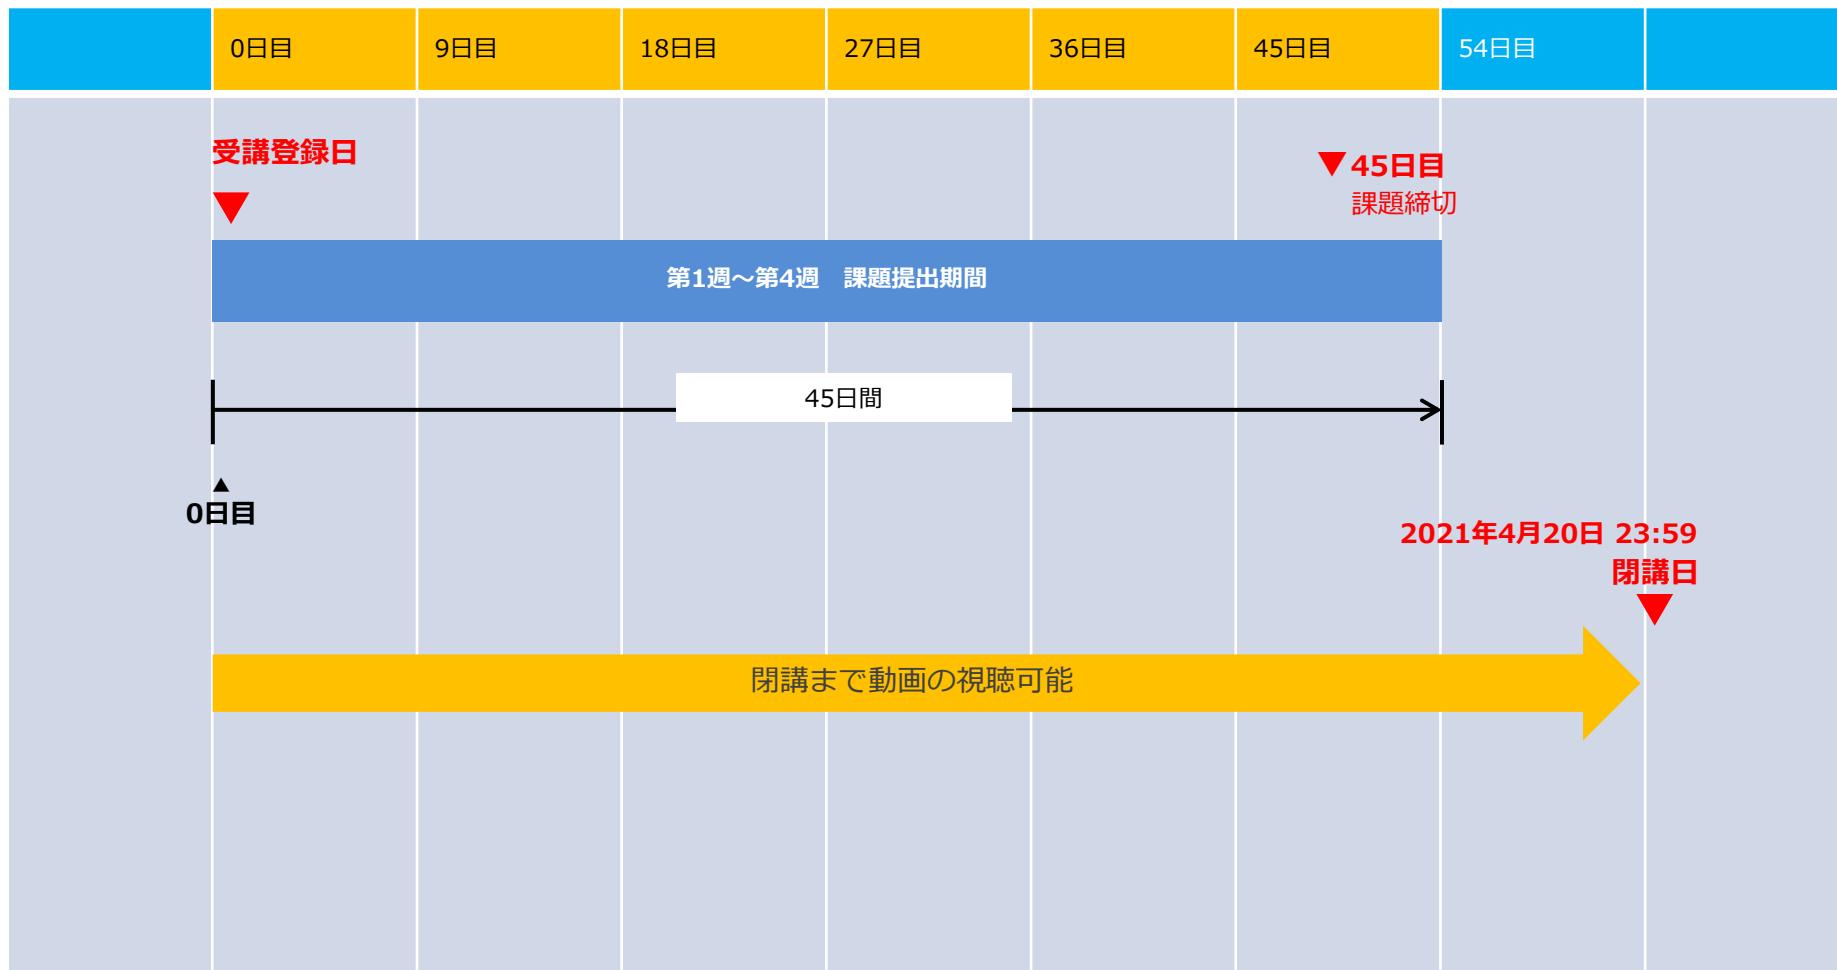 0日目
9日目
18日目
27日目
36日目
45日目
54日目
受講登録日
▼45日目
課題締切
第1週～第4週　課題提出期間
45日間
▲
0日目
2021年4月20日 23:59
閉講日
閉講まで動画の視聴可能